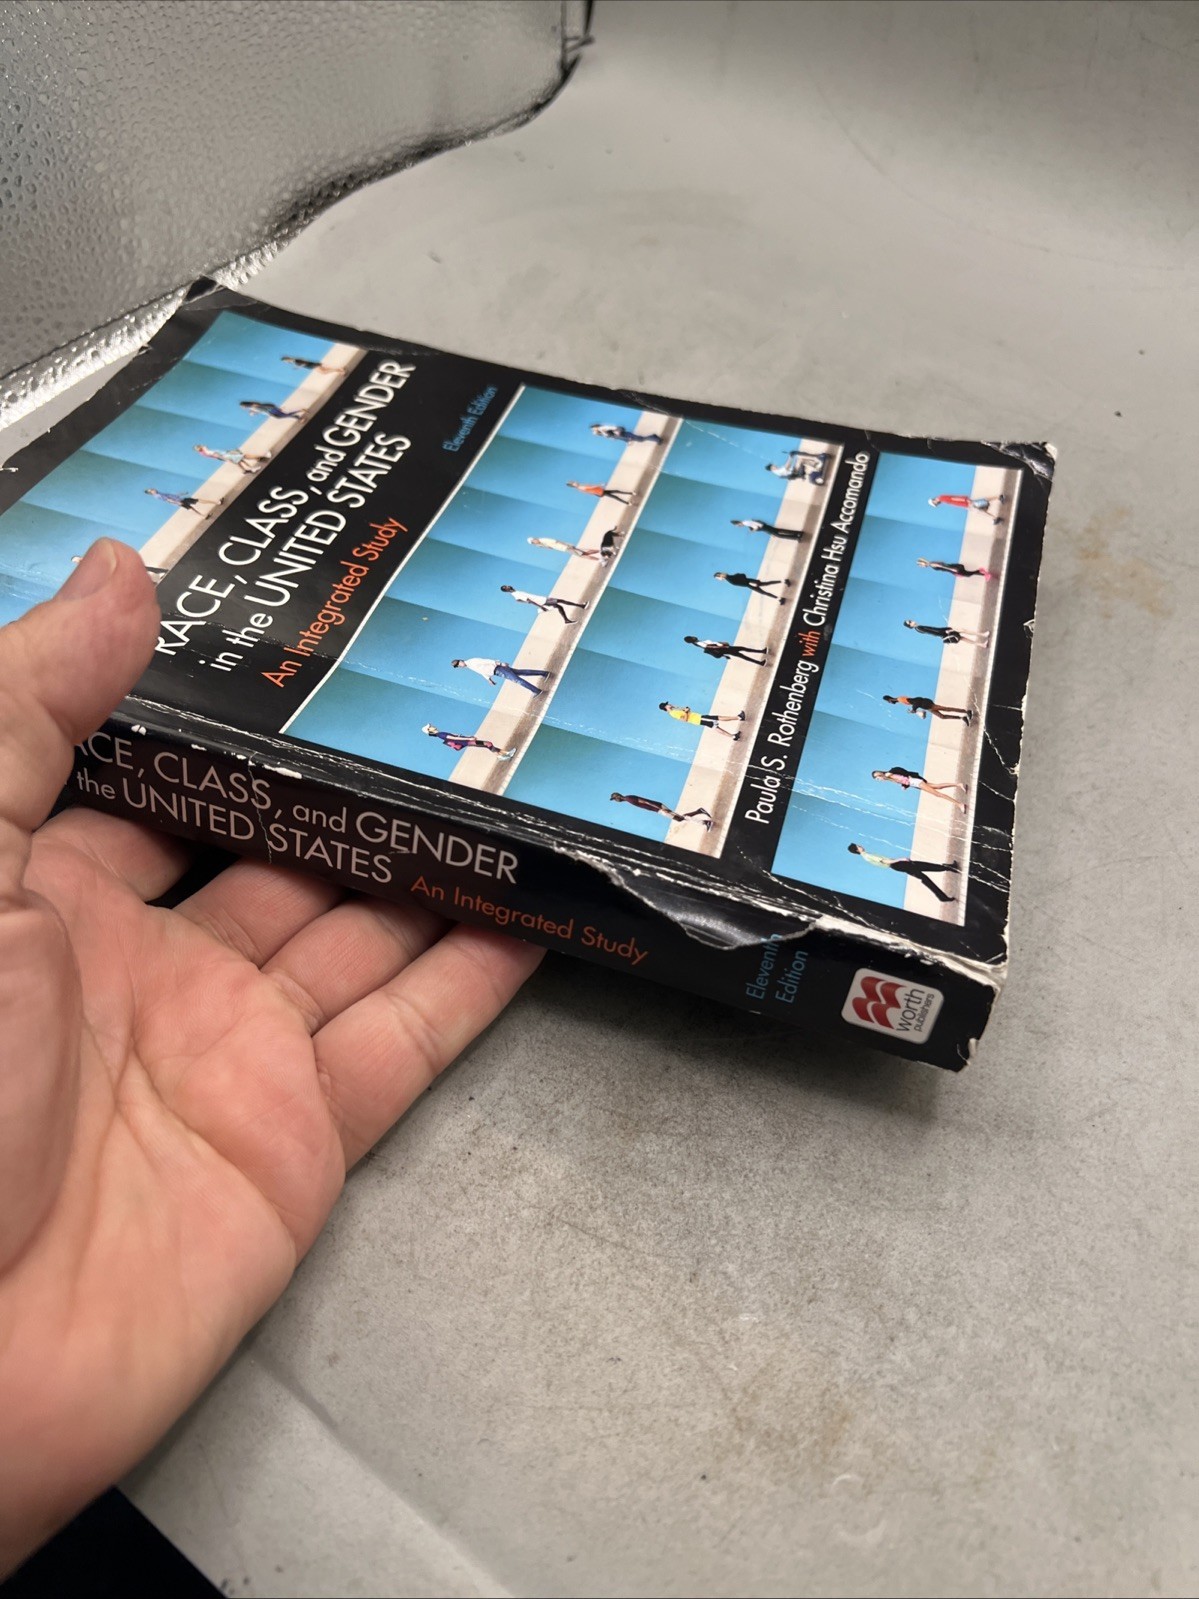 RACE, CLASS, and GENDER
in the UNITED STATES
An Integrated Study
Eleventh Edition
Paula S. Rothenberg with Christina Hsu Accomando
CE, CLASS, and GENDER
the UNITED STATES An Integrated Study
Eleventh
Edition
worth
publishers